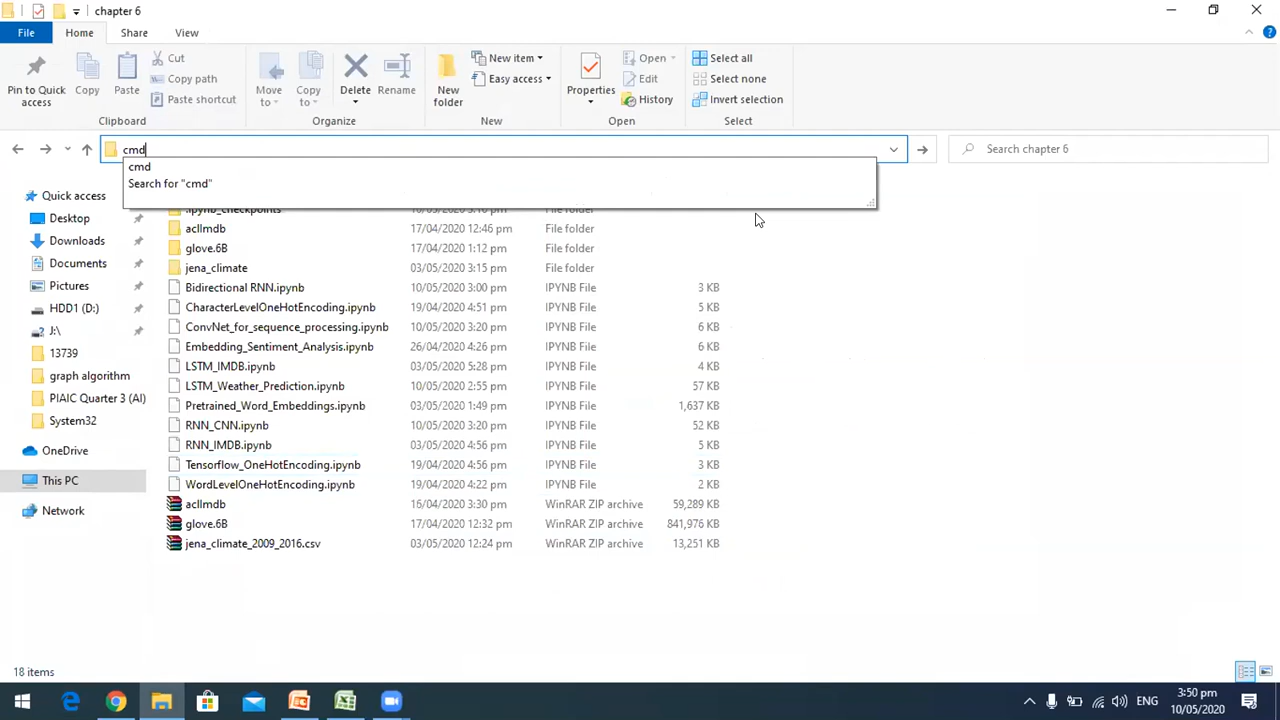 chapter 6
File
Home
Share
View
Pin to Quick access
Copy
Paste
Cut
Copy path
Paste shortcut
Clipboard
Move to
Copy to
Delete
Rename
Organize
New folder
New item
Easy access
New
Properties
Open
Edit
History
Open
Select all
Select none
Invert selection
Select
cmd
Search chapter 6
cmd
Search for "cmd"
Quick access
Desktop
Downloads
Documents
Pictures
HDD1 (D:)
J:\
13739
graph algorithm
PIAIC Quarter 3 (AI)
System32
OneDrive
This PC
Network
.ipynb_checkpoints 03/05/2020 3:16 pm File folder
acllmdb 17/04/2020 12:46 pm File folder
glove.6B 17/04/2020 1:12 pm File folder
jena_climate 03/05/2020 3:15 pm File folder
Bidirectional RNN.ipynb 10/05/2020 3:00 pm IPYNB File 3 KB
CharacterLevelOneHotEncoding.ipynb 19/04/2020 4:51 pm IPYNB File 5 KB
ConvNet_for_sequence_processing.ipynb 10/05/2020 3:20 pm IPYNB File 6 KB
Embedding_Sentiment_Analysis.ipynb 26/04/2020 4:26 pm IPYNB File 6 KB
LSTM_IMDB.ipynb 03/05/2020 5:28 pm IPYNB File 4 KB
LSTM_Weather_Prediction.ipynb 10/05/2020 2:55 pm IPYNB File 57 KB
Pretrained_Word_Embeddings.ipynb 03/05/2020 1:49 pm IPYNB File 1,637 KB
RNN_CNN.ipynb 10/05/2020 3:20 pm IPYNB File 52 KB
RNN_IMDB.ipynb 03/05/2020 4:56 pm IPYNB File 5 KB
Tensorflow_OneHotEncoding.ipynb 19/04/2020 4:56 pm IPYNB File 3 KB
WordLevelOneHotEncoding.ipynb 19/04/2020 4:22 pm IPYNB File 2 KB
acllmdb 16/04/2020 3:30 pm WinRAR ZIP archive 59,289 KB
glove.6B 17/04/2020 12:32 pm WinRAR ZIP archive 841,976 KB
jena_climate_2009_2016.csv 03/05/2020 12:24 pm WinRAR ZIP archive 13,251 KB
18 items
ENG
3:50 pm
10/05/2020